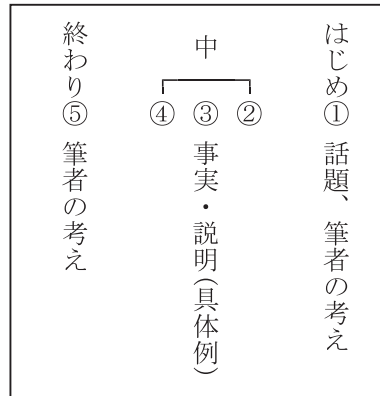 はじめ① 話題、筆者の考え
中
②
③ 事実・説明(具体例)
④
終わり⑤ 筆者の考え